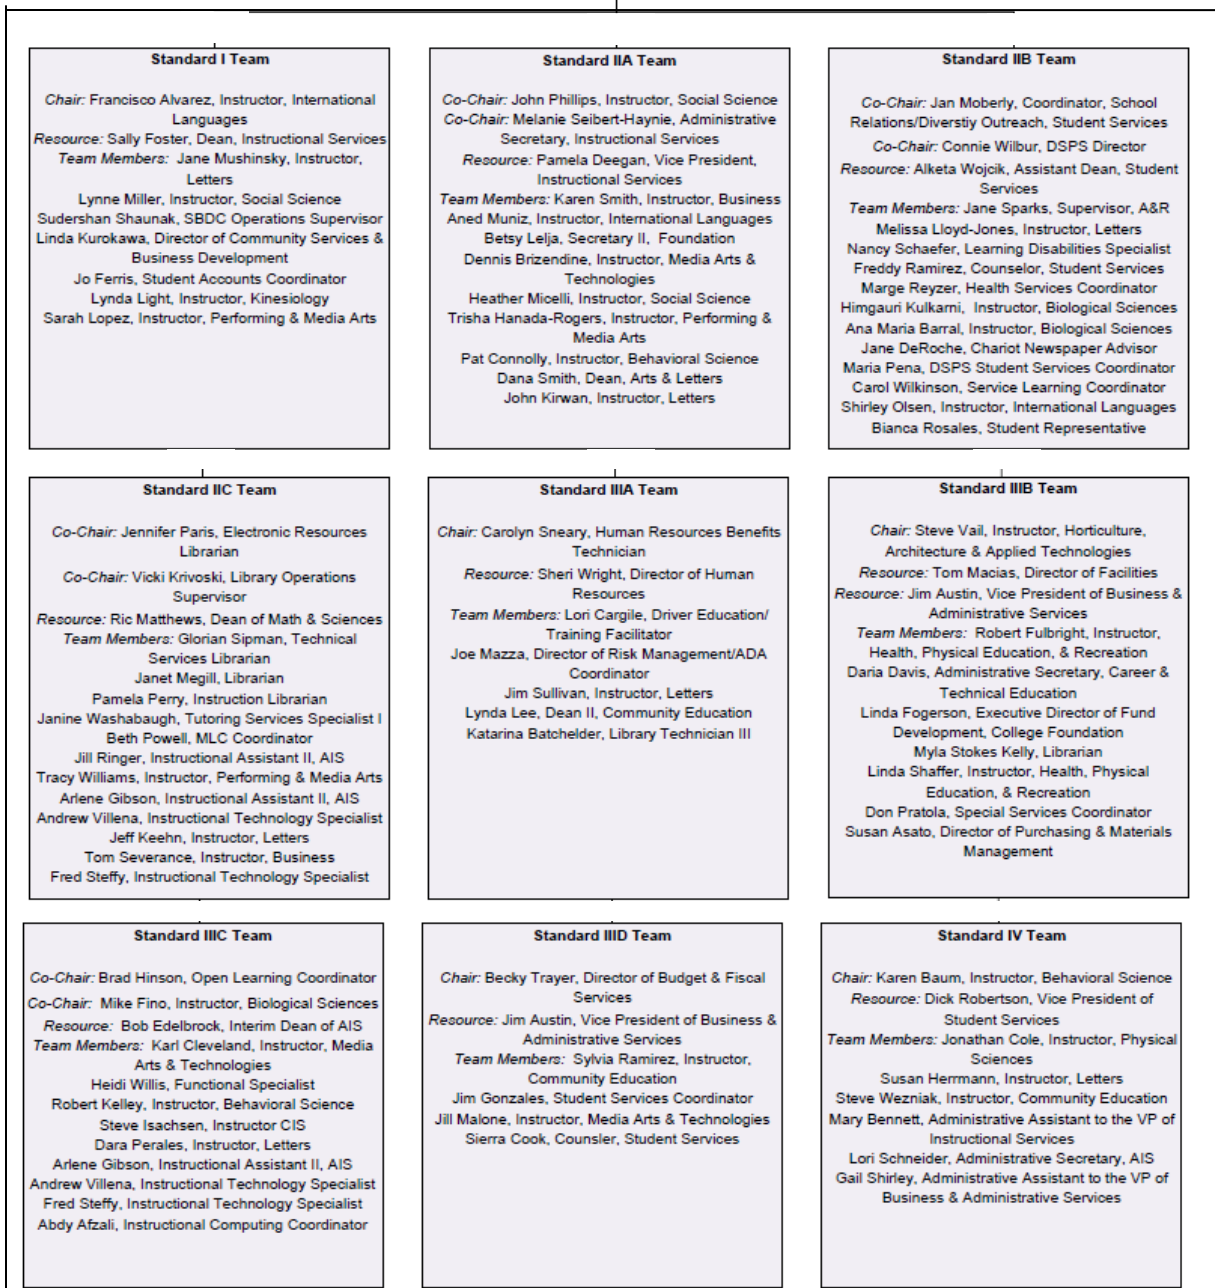 Standard I Team
Chair: Francisco Alvarez, Instructor, International
Languages
Resource: Sally Foster, Dean, Instructional Services
Team Members: Jane Mushinsky, Instructor,
Letters
Lynne Miller, Instructor, Social Science
Sudershan Shaunak, SBDC Operations Supervisor
Linda Kurokawa, Director of Community Services &
Business Development
Jo Ferris, Student Accounts Coordinator
Lynda Light, Instructor, Kinesiology
Sarah Lopez, Instructor, Performing & Media Arts
Standard IIA Team
Co-Chair: John Phillips, Instructor, Social Science
Co-Chair: Melanie Seibert-Haynie, Administrative
Secretary, Instructional Services
Resource: Pamela Deegan, Vice President,
Instructional Services
Team Members: Karen Smith, Instructor, Business
Aned Muniz, Instructor, International Languages
Betsy Lelja, Secretary II, Foundation
Dennis Brizendine, Instructor, Media Arts &
Technologies
Heather Micelli, Instructor, Social Science
Trisha Hanada-Rogers, Instructor, Performing &
Media Arts
Pat Connolly, Instructor, Behavioral Science
Dana Smith, Dean, Arts & Letters
John Kirwan, Instructor, Letters
Standard IIB Team
Co-Chair: Jan Moberly, Coordinator, School
Relations/Diverstiy Outreach, Student Services
Co-Chair: Connie Wilbur, DSPS Director
Resource: Alketa Wojcik, Assistant Dean, Student
Services
Team Members: Jane Sparks, Supervisor, A&R
Melissa Lloyd-Jones, Instructor, Letters
Nancy Schaefer, Learning Disabilities Specialist
Freddy Ramirez, Counselor, Student Services
Marge Reyzer, Health Services Coordinator
Himgauri Kulkarni, Instructor, Biological Sciences
Ana Maria Barral, Instructor, Biological Sciences
Jane DeRoche, Chariot Newspaper Advisor
Maria Pena, DSPS Student Services Coordinator
Carol Wilkinson, Service Learning Coordinator
Shirley Olsen, Instructor, International Languages
Bianca Rosales, Student Representative
Standard IIC Team
Co-Chair: Jennifer Paris, Electronic Resources
Librarian
Co-Chair: Vicki Krivoski, Library Operations
Supervisor
Resource: Ric Matthews, Dean of Math & Sciences
Team Members: Glorian Sipman, Technical
Services Librarian
Janet Megill, Librarian
Pamela Perry, Instruction Librarian
Janine Washabaugh, Tutoring Services Specialist I
Beth Powell, MLC Coordinator
Jill Ringer, Instructional Assistant II, AIS
Tracy Williams, Instructor, Performing & Media Arts
Arlene Gibson, Instructional Assistant II, AIS
Andrew Villena, Instructional Technology Specialist
Jeff Keehn, Instructor, Letters
Tom Severance, Instructor, Business
Fred Steffy, Instructional Technology Specialist
Standard IIIA Team
Chair: Carolyn Sneary, Human Resources Benefits
Technician
Resource: Sheri Wright, Director of Human
Resources
Team Members: Lori Cargile, Driver Education/
Training Facilitator
Joe Mazza, Director of Risk Management/ADA
Coordinator
Jim Sullivan, Instructor, Letters
Lynda Lee, Dean II, Community Education
Katarina Batchelder, Library Technician III
Standard IIIB Team
Chair: Steve Vail, Instructor, Horticulture,
Architecture & Applied Technologies
Resource: Tom Macias, Director of Facilities
Resource: Jim Austin, Vice President of Business &
Administrative Services
Team Members: Robert Fulbright, Instructor,
Health, Physical Education, & Recreation
Daria Davis, Administrative Secretary, Career &
Technical Education
Linda Fogerson, Executive Director of Fund
Development, College Foundation
Myla Stokes Kelly, Librarian
Linda Shaffer, Instructor, Health, Physical
Education, & Recreation
Don Pratola, Special Services Coordinator
Susan Asato, Director of Purchasing & Materials
Management
Standard IIIC Team
Co-Chair: Brad Hinson, Open Learning Coordinator
Co-Chair: Mike Fino, Instructor, Biological Sciences
Resource: Bob Edelbrock, Interim Dean of AIS
Team Members: Karl Cleveland, Instructor, Media
Arts & Technologies
Heidi Willis, Functional Specialist
Robert Kelley, Instructor, Behavioral Science
Steve Isachsen, Instructor CIS
Dara Perales, Instructor, Letters
Arlene Gibson, Instructional Assistant II, AIS
Andrew Villena, Instructional Technology Specialist
Fred Steffy, Instructional Technology Specialist
Abdy Afzali, Instructional Computing Coordinator
Standard IIID Team
Chair: Becky Trayer, Director of Budget & Fiscal
Services
Resource: Jim Austin, Vice President of Business &
Administrative Services
Team Members: Sylvia Ramirez, Instructor,
Community Education
Jim Gonzales, Student Services Coordinator
Jill Malone, Instructor, Media Arts & Technologies
Sierra Cook, Counsler, Student Services
Standard IV Team
Chair: Karen Baum, Instructor, Behavioral Science
Resource: Dick Robertson, Vice President of
Student Services
Team Members: Jonathan Cole, Instructor, Physical
Sciences
Susan Herrmann, Instructor, Letters
Steve Wezniak, Instructor, Community Education
Mary Bennett, Administrative Assistant to the VP of
Instructional Services
Lori Schneider, Administrative Secretary, AIS
Gail Shirley, Administrative Assistant to the VP of
Business & Administrative Services